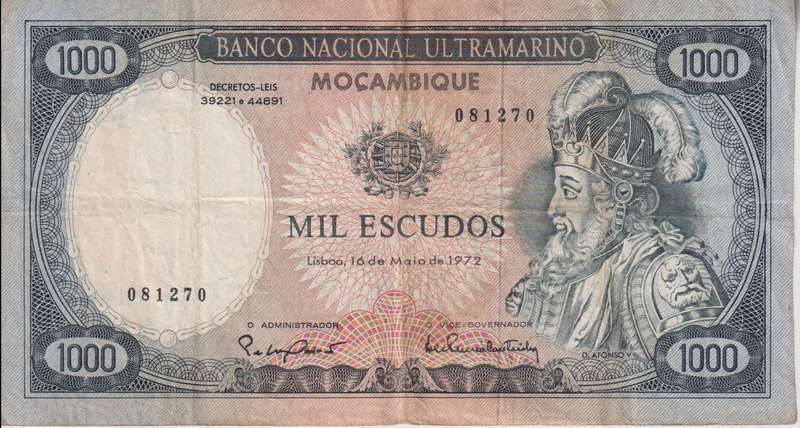 1000 BANCO NACIONAL ULTRAMARINO 1000
MOÇAMBIQUE
DECRETOS-LEIS
39221 e 44891
081270
MIL ESCUDOS
Lisboa, 16 de Maio de 1972
081270
O ADMINISTRADOR
O VICE-GOVERNADOR
D. AFONSO V
1000 1000